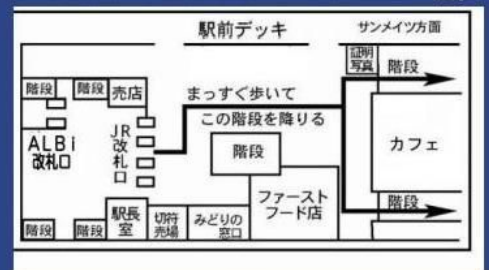 駅前デッキ
サンメイツ方面
証明
写真
階段
階段
階段
売店
まっすぐ歩いて
この階段を降りる
ALBi
改札口
JR
改札口
階段
カフェ
ファースト
フード店
階段
階段
階段
駅長
室
切符
売場
みどりの
窓口